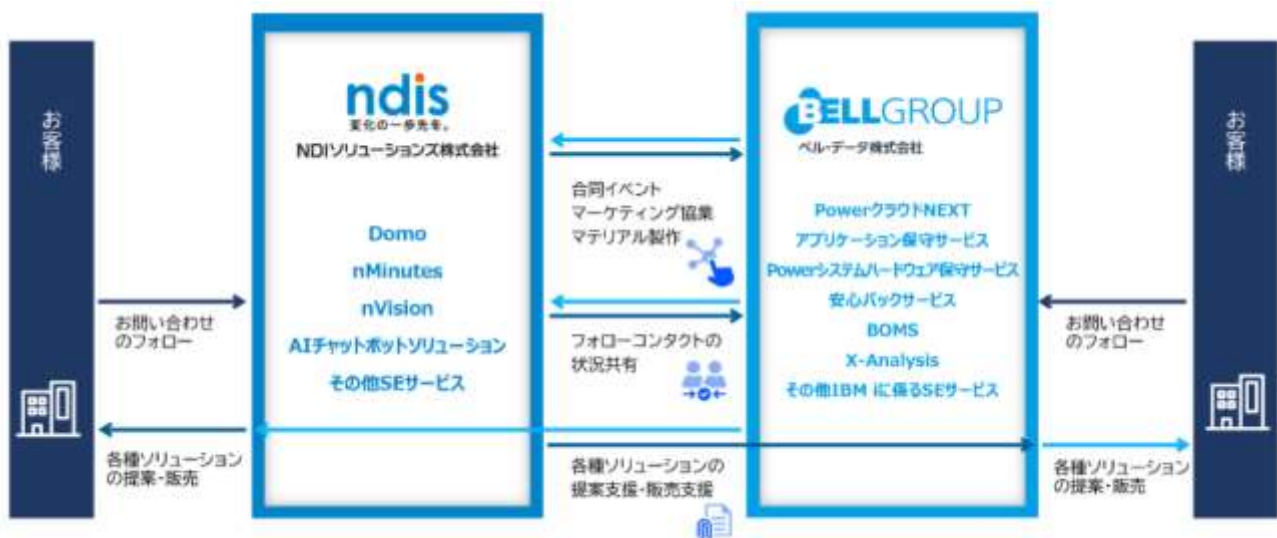 お客様
ndis
変化の一歩先を。
NDIソリューションズ株式会社
Domo
nMinutes
nVision
AIチャットボットソリューション
その他SEサービス
お問い合わせ
のフォロー
各種ソリューション
の提案・販売
合同イベント
マーケティング協業
マテリアル製作
フォローコンタクトの
状況共有
各種ソリューションの
提案支援・販売支援
BELLGROUP
ベル・データ株式会社
PowerクラウドNEXT
アプリケーション保守サービス
Powerシステムハードウェア保守サービス
安心パックサービス
BOMS
X-Analysis
その他IBM iに係るSEサービス
お問い合わせ
のフォロー
各種ソリューション
の提案・販売
お客様